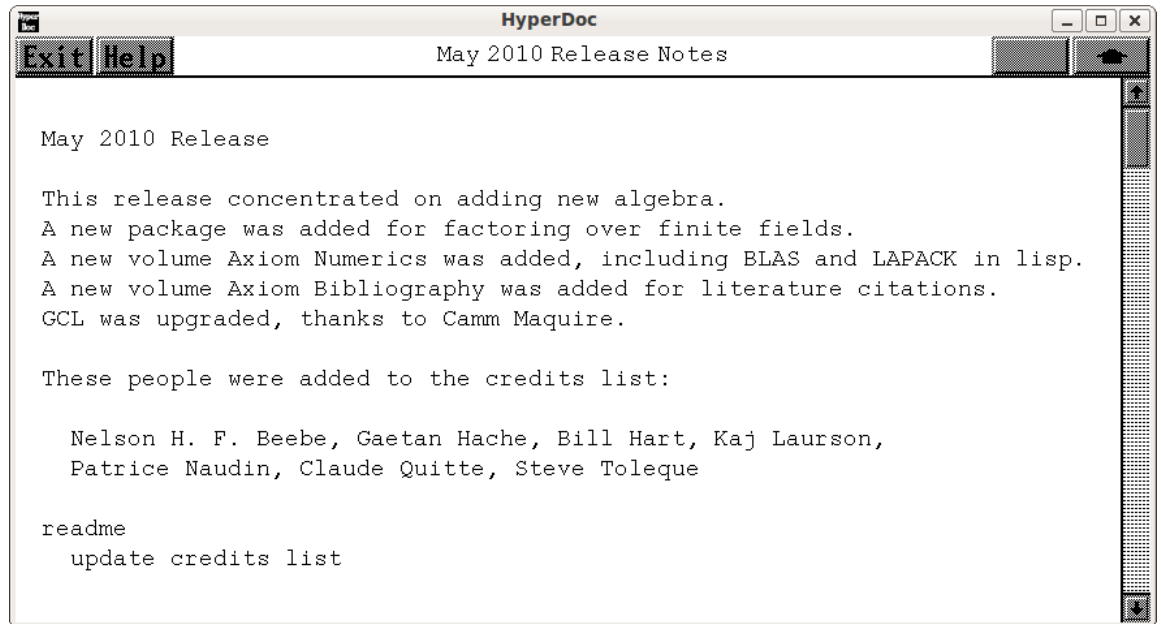 Hyper
Doc
HyperDoc
Exit Help
May 2010 Release Notes
May 2010 Release
This release concentrated on adding new algebra.
A new package was added for factoring over finite fields.
A new volume Axiom Numerics was added, including BLAS and LAPACK in lisp.
A new volume Axiom Bibliography was added for literature citations.
GCL was upgraded, thanks to Camm Maquire.
These people were added to the credits list:
Nelson H. F. Beebe, Gaetan Hache, Bill Hart, Kaj Laurson,
Patrice Naudin, Claude Quitte, Steve Toleque
readme
update credits list